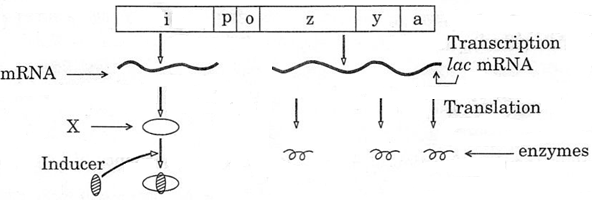 i p o z y a
Transcription
mRNA lac mRNA
Translation
X
Inducer enzymes